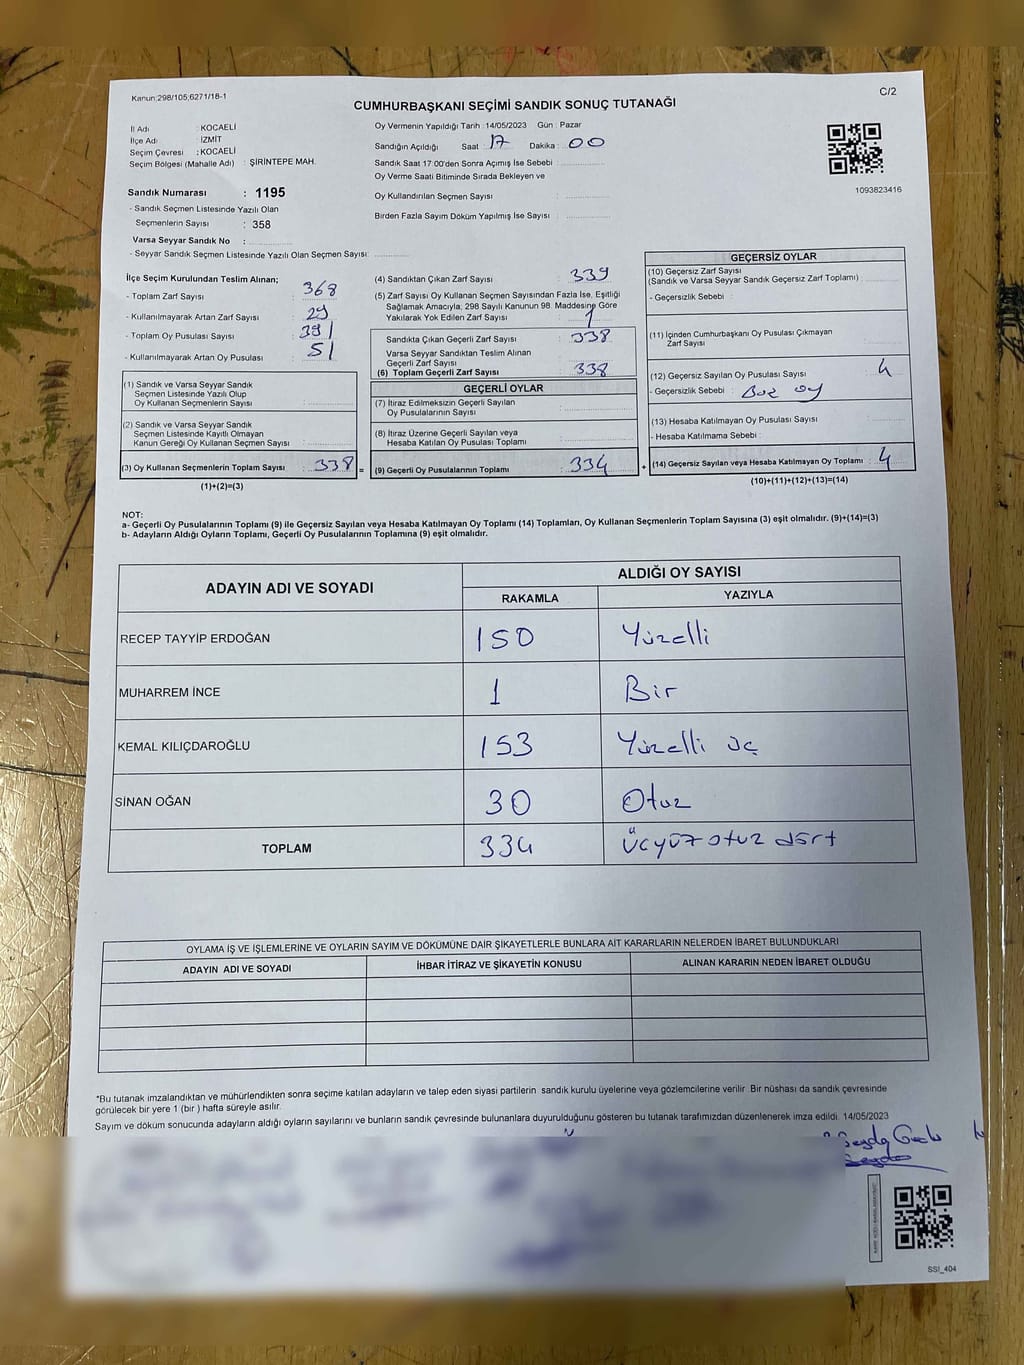 Kanun:298/105;6271/18-1
C/2
CUMHURBAŞKANI SEÇİMİ SANDIK SONUÇ TUTANAĞI
İl Adı : KOCAELİ
İlçe Adı : İZMİT
Seçim Çevresi : KOCAELİ
Seçim Bölgesi (Mahalle Adı) : ŞİRİNTEPE MAH.
Sandık Numarası : 1195
- Sandık Seçmen Listesinde Yazılı Olan
Seçmenlerin Sayısı : 358
Varsa Seyyar Sandık No :
- Seyyar Sandık Seçmen Listesinde Yazılı Olan Seçmen Sayısı:
Oy Vermenin Yapıldığı Tarih : 14/05/2023 Gün : Pazar
Sandığın Açıldığı Saat : 17 Dakika : 00
Sandık Saat 17:00'den Sonra Açımış İse Sebebi :
Oy Verme Saati Bitiminde Sırada Bekleyen ve
Oy Kullandırılan Seçmen Sayısı :
Birden Fazla Sayım Döküm Yapılmış İse Sayısı :
1093823416
İlçe Seçim Kurulundan Teslim Alınan;
- Toplam Zarf Sayısı : 368
- Kullanılmayarak Artan Zarf Sayısı : 29
- Toplam Oy Pusulası Sayısı : 391
- Kullanılmayarak Artan Oy Pusulası : 51
(1) Sandık ve Varsa Seyyar Sandık
Seçmen Listesinde Yazılı Olup
Oy Kullanan Seçmenlerin Sayısı :
(2) Sandık ve Varsa Seyyar Sandık
Seçmen Listesinde Kayıtlı Olmayan
Kanun Gereği Oy Kullanan Seçmen Sayısı :
(3) Oy Kullanan Seçmenlerin Toplam Sayısı : 338 =
(1)+(2)=(3)
(4) Sandıktan Çıkan Zarf Sayısı : 339
(5) Zarf Sayısı Oy Kullanan Seçmen Sayısından Fazla İse, Eşitliği
Sağlamak Amacıyla, 298 Sayılı Kanunun 98. Maddesine Göre
Yakılarak Yok Edilen Zarf Sayısı : 1
Sandıkta Çıkan Geçerli Zarf Sayısı : 338
Varsa Seyyar Sandıktan Teslim Alınan
Geçerli Zarf Sayısı :
(6) Toplam Geçerli Zarf Sayısı : 338
GEÇERLİ OYLAR
(7) İtiraz Edilmeksizin Geçerli Sayılan
Oy Pusulalarının Sayısı :
(8) İtiraz Üzerine Geçerli Sayılan veya
Hesaba Katılan Oy Pusulası Toplamı :
(9) Geçerli Oy Pusulalarının Toplamı : 334 +
GEÇERSİZ OYLAR
(10) Geçersiz Zarf Sayısı
(Sandık ve Varsa Seyyar Sandık Geçersiz Zarf Toplamı) :
- Geçersizlik Sebebi :
(11) İçinden Cumhurbaşkanı Oy Pusulası Çıkmayan
Zarf Sayısı :
(12) Geçersiz Sayılan Oy Pusulası Sayısı : 4
- Geçersizlik Sebebi : Boz oy
(13) Hesaba Katılmayan Oy Pusulası Sayısı :
- Hesaba Katılmama Sebebi :
(14) Geçersiz Sayılan veya Hesaba Katılmayan Oy Toplamı : 4
(10)+(11)+(12)+(13)=(14)
NOT:
a- Geçerli Oy Pusulalarının Toplamı (9) ile Geçersiz Sayılan veya Hesaba Katılmayan Oy Toplamı (14) Toplamları, Oy Kullanan Seçmenlerin Toplam Sayısına (3) eşit olmalıdır. (9)+(14)=(3)
b- Adayların Aldığı Oyların Toplamı, Geçerli Oy Pusulalarının Toplamına (9) eşit olmalıdır.
ADAYIN ADI VE SOYADI ALDIĞI OY SAYISI
RAKAMLA YAZIYLA
RECEP TAYYİP ERDOĞAN 150 Yüzelli
MUHARREM İNCE 1 Bir
KEMAL KILIÇDAROĞLU 153 Yüzelli üç
SİNAN OĞAN 30 Otuz
TOPLAM 334 Üçyüz otuz dört
OYLAMA İŞ VE İŞLEMLERİNE VE OYLARIN SAYIM VE DÖKÜMÜNE DAİR ŞİKAYETLERLE BUNLARA AİT KARARLARIN NELERDEN İBARET BULUNDUKLARI
ADAYIN ADI VE SOYADI İHBAR İTİRAZ VE ŞİKAYETİN KONUSU ALINAN KARARIN NEDEN İBARET OLDUĞU
*Bu tutanak imzalandıktan ve mühürlendikten sonra seçime katılan adayların ve talep eden siyasi partilerin sandık kurulu üyelerine veya gözlemcilerine verilir. Bir nüshası da sandık çevresinde
görülecek bir yere 1 (bir) hafta süreyle asılır.
Sayım ve döküm sonucunda adayların aldığı oyların sayılarını ve bunların sandık çevresinde bulunanlara duyurulduğunu gösteren bu tutanak tarafımızdan düzenlenerek imza edildi. 14/05/2023
SSI_404